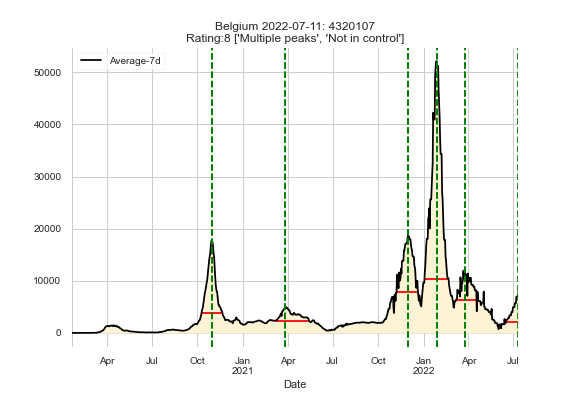 Belgium 2022-07-11: 4320107
Rating:8 ['Multiple peaks', 'Not in control']
Average-7d
50000
40000
30000
20000
10000
0
Apr Jul Oct Jan Apr Jul Oct Jan Apr Jul
2021 2022
Date